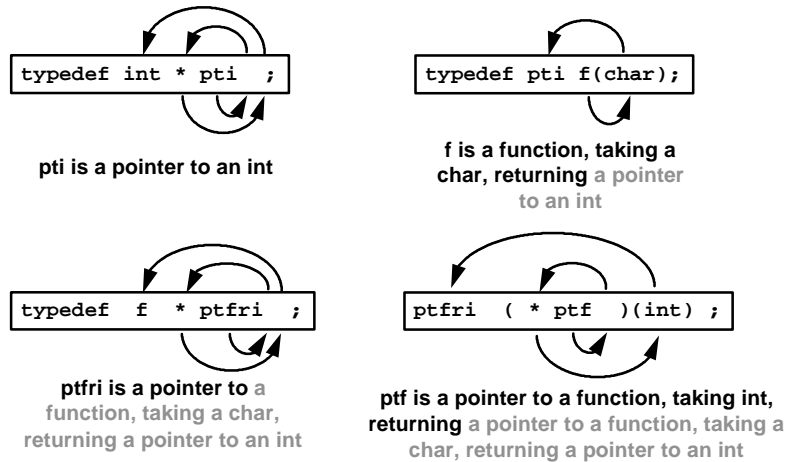 typedef int * pti ;
pti is a pointer to an int
typedef pti f(char);
f is a function, taking a
char, returning a pointer
to an int
typedef f * ptfri ;
ptfri is a pointer to a
function, taking a char,
returning a pointer to an int
ptfri ( * ptf )(int) ;
ptf is a pointer to a function, taking int,
returning a pointer to a function, taking a
char, returning a pointer to an int